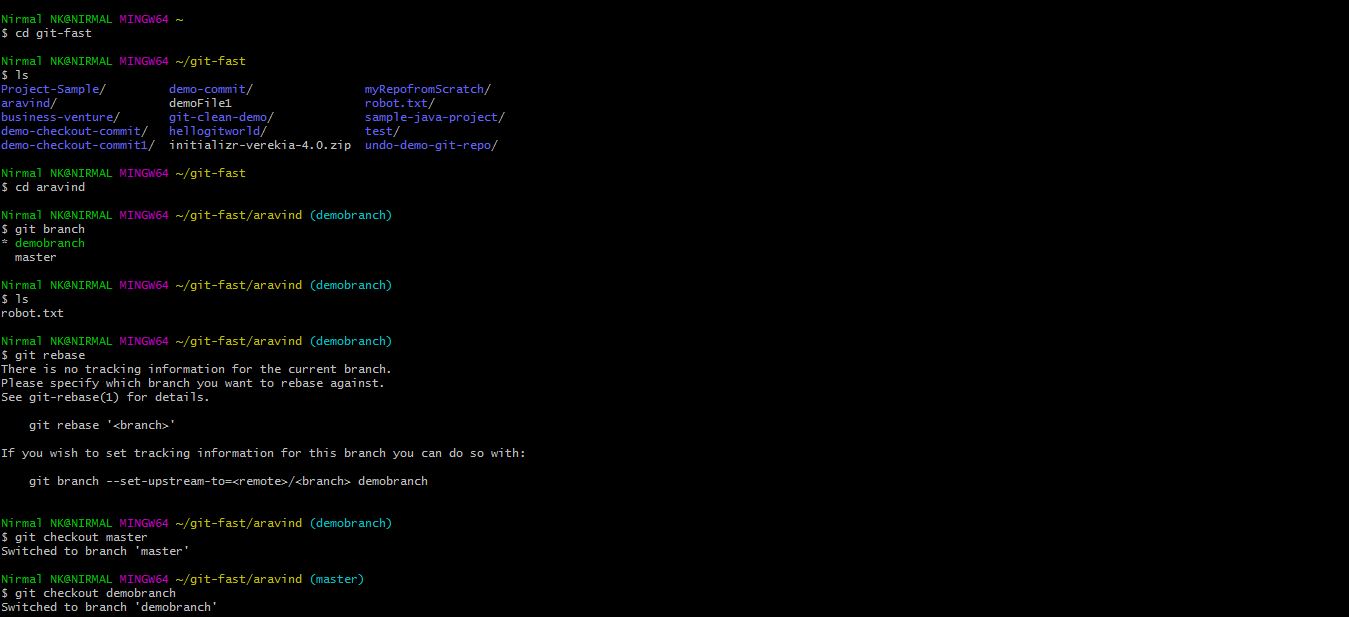 Nirmal NK@NIRMAL MINGW64 ~
$ cd git-fast
Nirmal NK@NIRMAL MINGW64 ~/git-fast
$ ls
Project-Sample/ demo-commit/ myRepofromScratch/
aravind/ demoFile1 robot.txt/
business-venture/ git-clean-demo/ sample-java-project/
demo-checkout-commit/ hellogitworld/ test/
demo-checkout-commit1/ initializr-verekia-4.0.zip undo-demo-git-repo/
Nirmal NK@NIRMAL MINGW64 ~/git-fast
$ cd aravind
Nirmal NK@NIRMAL MINGW64 ~/git-fast/aravind (demobranch)
$ git branch
* demobranch
master
Nirmal NK@NIRMAL MINGW64 ~/git-fast/aravind (demobranch)
$ ls
robot.txt
Nirmal NK@NIRMAL MINGW64 ~/git-fast/aravind (demobranch)
$ git rebase
There is no tracking information for the current branch.
Please specify which branch you want to rebase against.
See git-rebase(1) for details.
git rebase '<branch>'
If you wish to set tracking information for this branch you can do so with:
git branch --set-upstream-to=<remote>/<branch> demobranch
Nirmal NK@NIRMAL MINGW64 ~/git-fast/aravind (demobranch)
$ git checkout master
Switched to branch 'master'
Nirmal NK@NIRMAL MINGW64 ~/git-fast/aravind (master)
$ git checkout demobranch
Switched to branch 'demobranch'